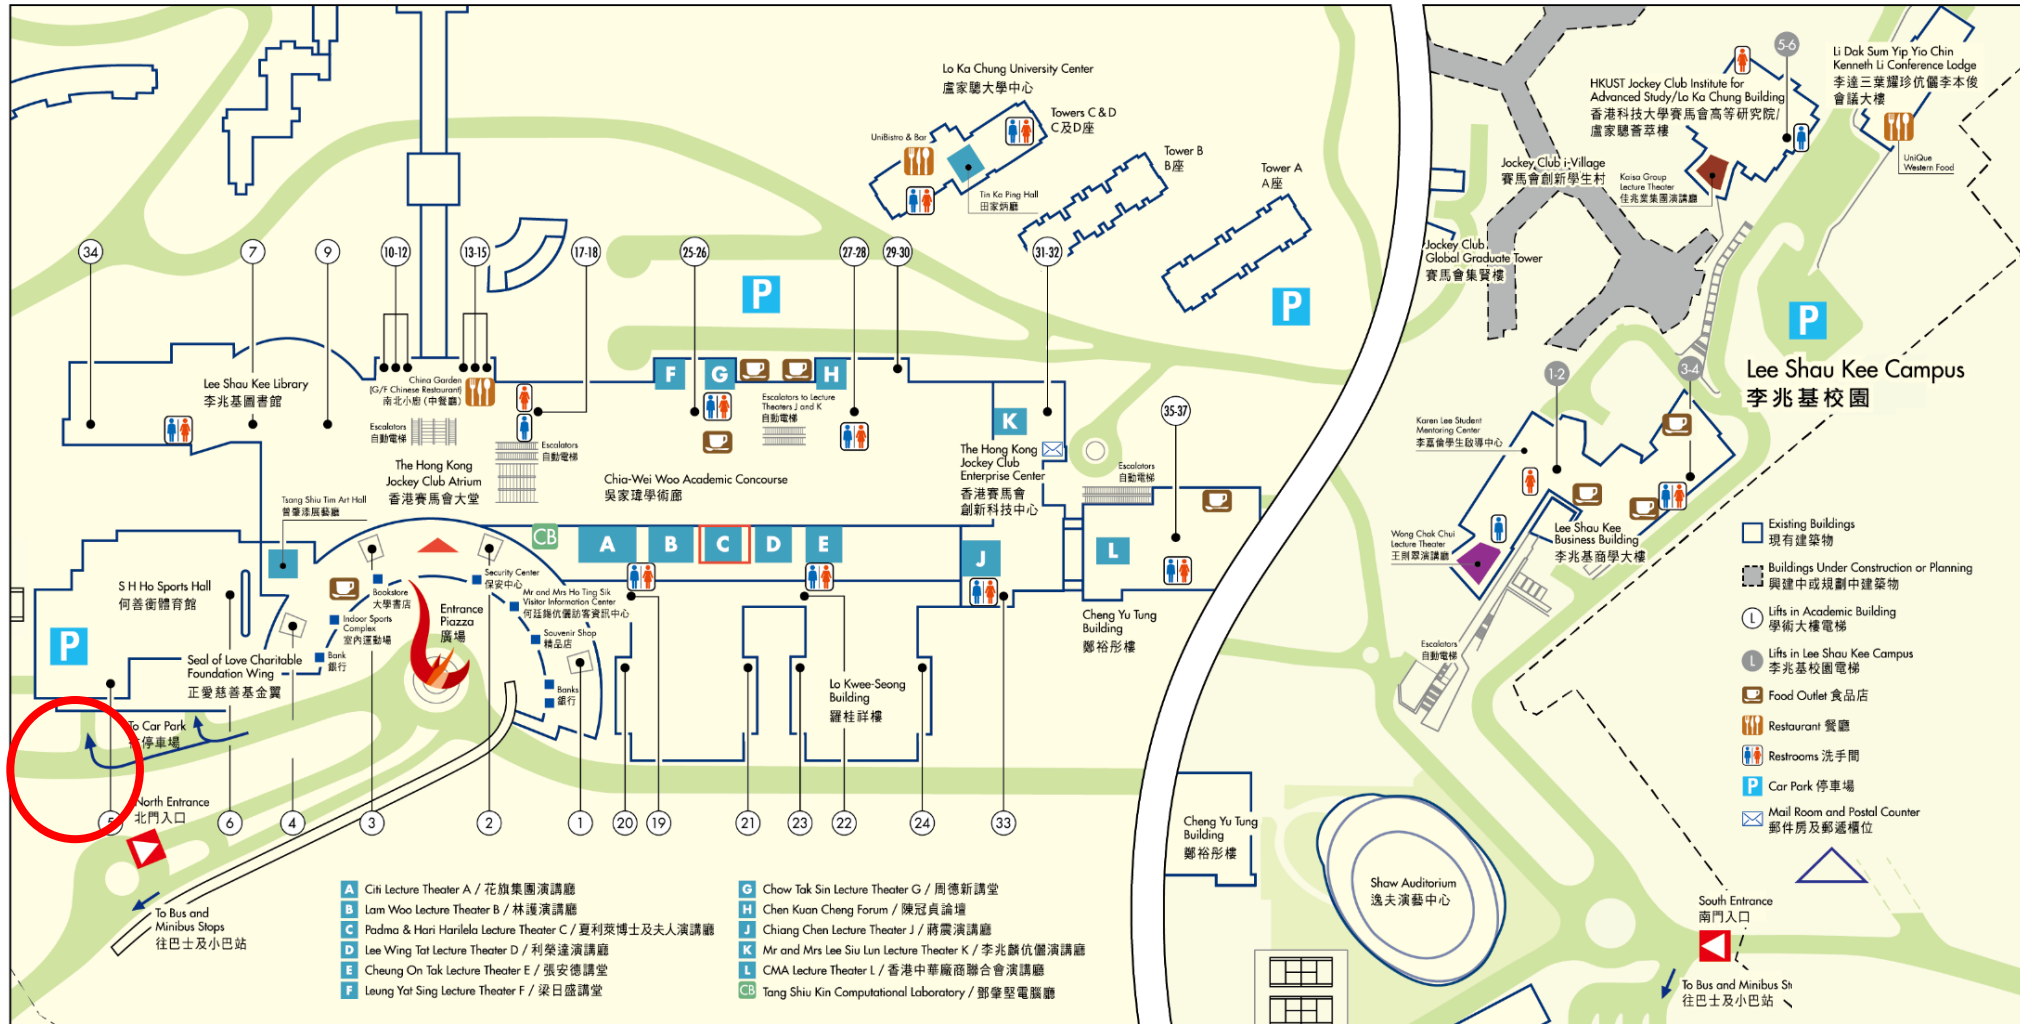 Lo Ka Chung University Center
盧家驄大學中心
Towers C & D
C及D座
UniBistro & Bar
Tin Ka Ping Hall
田家炳廳
Tower B
B座
Tower A
A座
5-6
HKUST Jockey Club Institute for
Advanced Study/Lo Ka Chung Building
香港科技大學賽馬會高等研究院/
盧家驄薈萃樓
Li Dak Sum Yip Yio Chin
Kenneth Li Conference Lodge
李達三葉耀珍伉儷李本俊
會議大樓
UniQue
Western Food
Jockey Club i-Village
賽馬會創新學生村
Kaisa Group
Lecture Theater
佳兆業集團演講廳
Jockey Club
Global Graduate Tower
賽馬會集賢樓
34
7
9
10-12
13-15
17-18
25-26
27-28
29-30
31-32
P
P
P
Lee Shau Kee Campus
李兆基校園
Lee Shau Kee Library
李兆基圖書館
China Garden
(G/F Chinese Restaurant)
南北小廚 (中餐廳)
Escalators
自動電梯
Escalators
自動電梯
The Hong Kong
Jockey Club Atrium
香港賽馬會大堂
F
G
H
Escalators to Lecture
Theaters J and K
自動電梯
K
Chia-Wei Woo Academic Concourse
吳家瑋學術廊
The Hong Kong
Jockey Club
Enterprise Center
香港賽馬會
創新科技中心
35-37
Escalators
自動電梯
1-2
3-4
Karen Lee Student
Mentoring Center
李嘉倫學生啟導中心
Wong Chak Chui
Lecture Theater
王則翠演講廳
Lee Shau Kee
Business Building
李兆基商學大樓
Escalators
自動電梯
Tsang Shiu Tim Art Hall
曾肇添展藝廳
CB
A
B
C
D
E
J
L
S H Ho Sports Hall
何善衡體育館
P
Bookstore
大學書店
Indoor Sports
Complex
室內運動場
Bank
銀行
Seal of Love Charitable
Foundation Wing
正愛慈善基金翼
Entrance
Piazza
廣場
Security Center
保安中心
Mr and Mrs Ho Ting Sik
Visitor Information Center
何廷錫伉儷訪客資訊中心
Souvenir Shop
精品店
Banks
銀行
Lo Kwee-Seong
Building
羅桂祥樓
Cheng Yu Tung
Building
鄭裕彤樓
To Car Park
停車場
North Entrance
北門入口
5
6
4
3
2
1
20
19
21
23
22
24
33
To Bus and
Minibus Stops
往巴士及小巴站
A Citi Lecture Theater A / 花旗集團演講廳
B Lam Woo Lecture Theater B / 林護演講廳
C Padma & Hari Harilela Lecture Theater C / 夏利萊博士及夫人演講廳
D Lee Wing Tat Lecture Theater D / 利榮達演講廳
E Cheung On Tak Lecture Theater E / 張安德講堂
F Leung Yat Sing Lecture Theater F / 梁日盛講堂
G Chow Tak Sin Lecture Theater G / 周德新講堂
H Chen Kuan Cheng Forum / 陳冠貞論壇
J Chiang Chen Lecture Theater J / 蔣震演講廳
K Mr and Mrs Lee Siu Lun Lecture Theater K / 李兆麟伉儷演講廳
L CMA Lecture Theater L / 香港中華廠商聯合會演講廳
CB Tang Shiu Kin Computational Laboratory / 鄧肇堅電腦廳
Cheng Yu Tung
Building
鄭裕彤樓
Shaw Auditorium
逸夫演藝中心
Existing Buildings
現有建築物
Buildings Under Construction or Planning
興建中或規劃中建築物
L Lifts in Academic Building
學術大樓電梯
L Lifts in Lee Shau Kee Campus
李兆基校園電梯
Food Outlet 食品店
Restaurant 餐廳
Restrooms 洗手間
P Car Park 停車場
Mail Room and Postal Counter
郵件房及郵遞櫃位
South Entrance
南門入口
To Bus and Minibus St
往巴士及小巴站